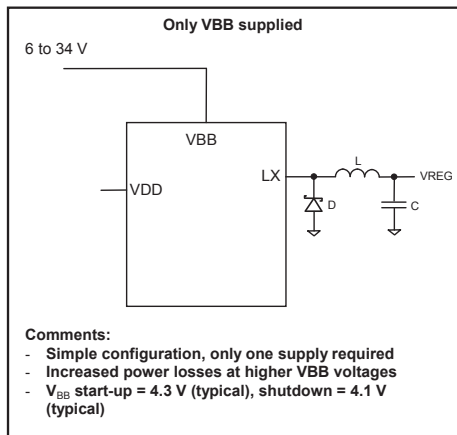 Only VBB supplied
6 to 34 V
VBB
LX
L
VREG
VDD
D
C
Comments:
- Simple configuration, only one supply required
- Increased power losses at higher VBB voltages
- VBB start-up = 4.3 V (typical), shutdown = 4.1 V
(typical)